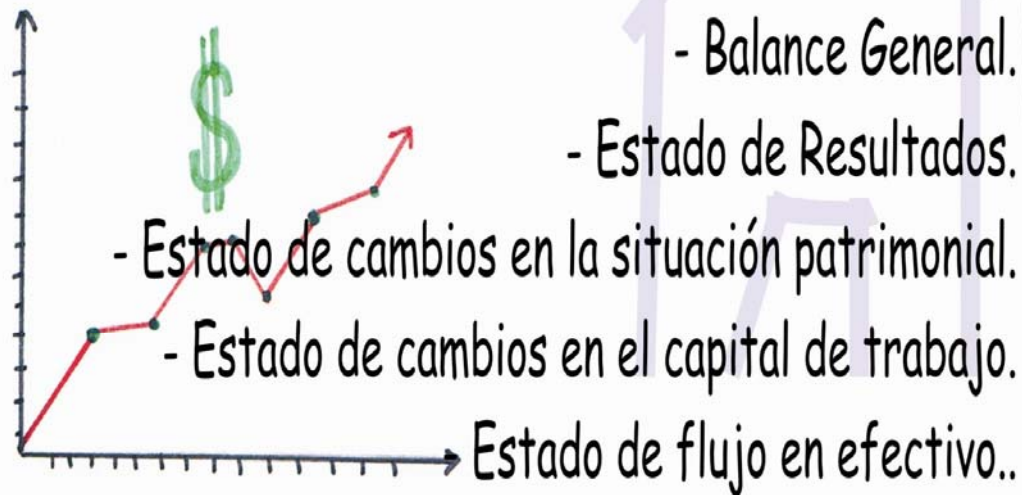 $
- Balance General.
- Estado de Resultados.
- Estado de cambios en la situación patrimonial.
- Estado de cambios en el capital de trabajo.
Estado de flujo en efectivo..